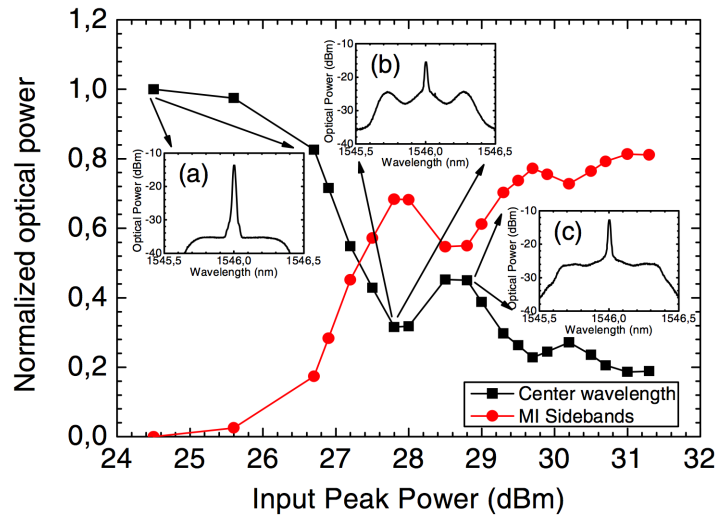 1,2
1,0
0,8
0,6
0,4
0,2
0,0
Normalized optical power
24 25 26 27 28 29 30 31 32
Input Peak Power (dBm)
(a)
-10
-20
-30
-40
Optical Power (dBm)
1545,5 1546,0 1546,5
Wavelength (nm)
(b)
-10
-20
-30
-40
Optical Power (dBm)
1545,5 1546,0 1546,5
Wavelength (nm)
(c)
-10
-20
-30
-40
Optical Power (dBm)
1545,5 1546,0 1546,5
Wavelength (nm)
Center wavelength
MI Sidebands